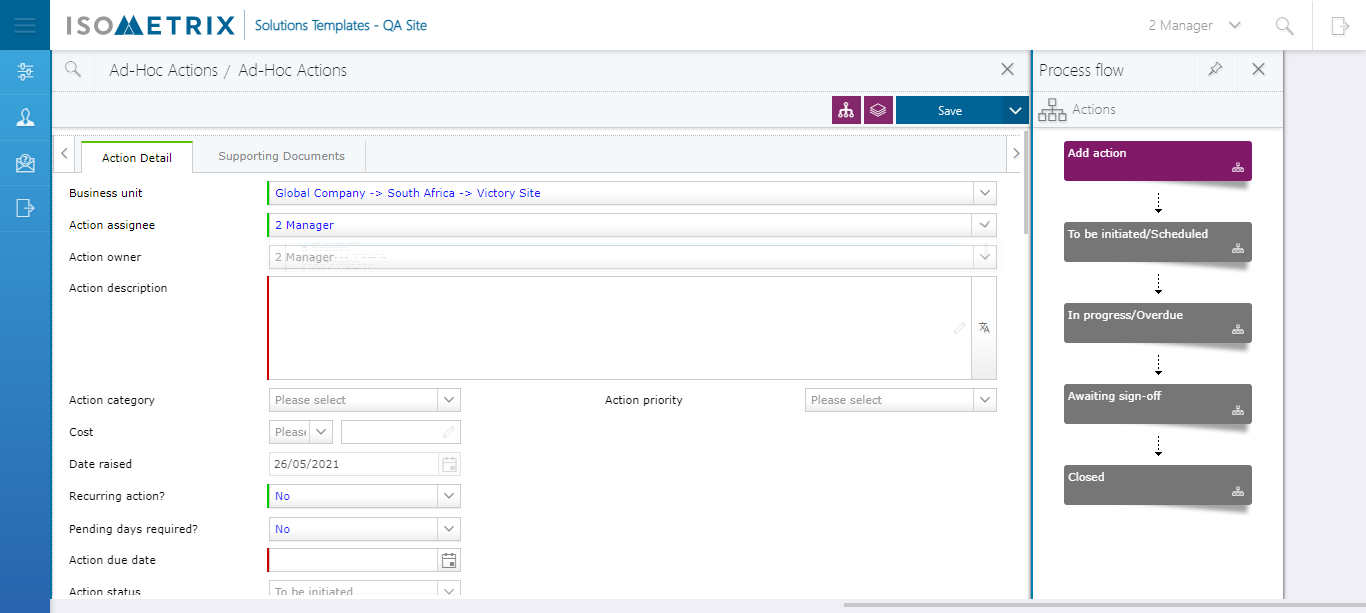 ISOMETRIX
Solutions Templates - QA Site
2 Manager
Ad-Hoc Actions / Ad-Hoc Actions
Process flow
Save
Actions
Action Detail
Supporting Documents
Business unit
Global Company -> South Africa -> Victory Site
Action assignee
2 Manager
Action owner
2 Manager
Action description
Action category
Please select
Action priority
Please select
Cost
Date raised
26/05/2021
Recurring action?
No
Pending days required?
No
Action due date
Action status
To be initiated
Add action
To be initiated/Scheduled
In progress/Overdue
Awaiting sign-off
Closed